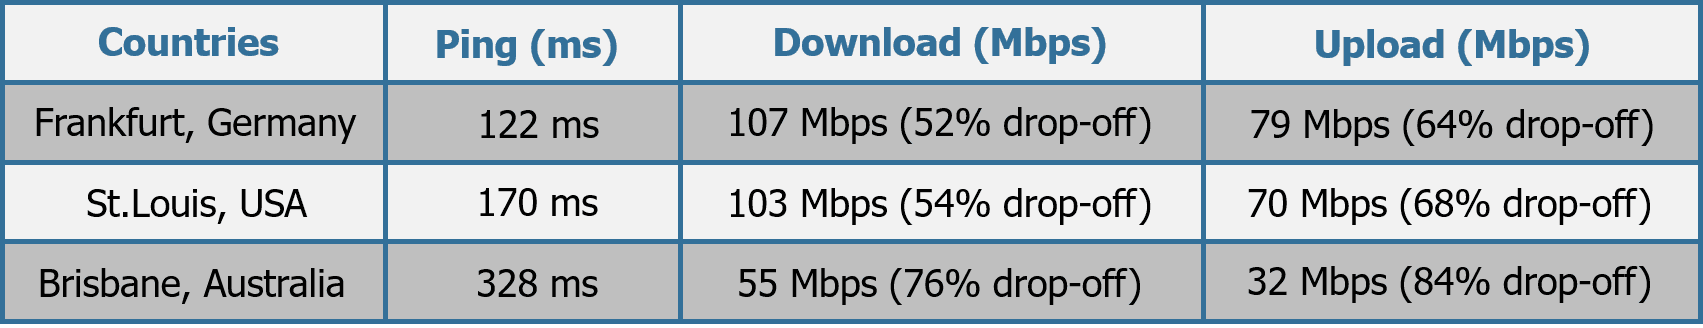 Countries Ping (ms) Download (Mbps) Upload (Mbps)
Frankfurt, Germany 122 ms 107 Mbps (52% drop-off) 79 Mbps (64% drop-off)
St.Louis, USA 170 ms 103 Mbps (54% drop-off) 70 Mbps (68% drop-off)
Brisbane, Australia 328 ms 55 Mbps (76% drop-off) 32 Mbps (84% drop-off)